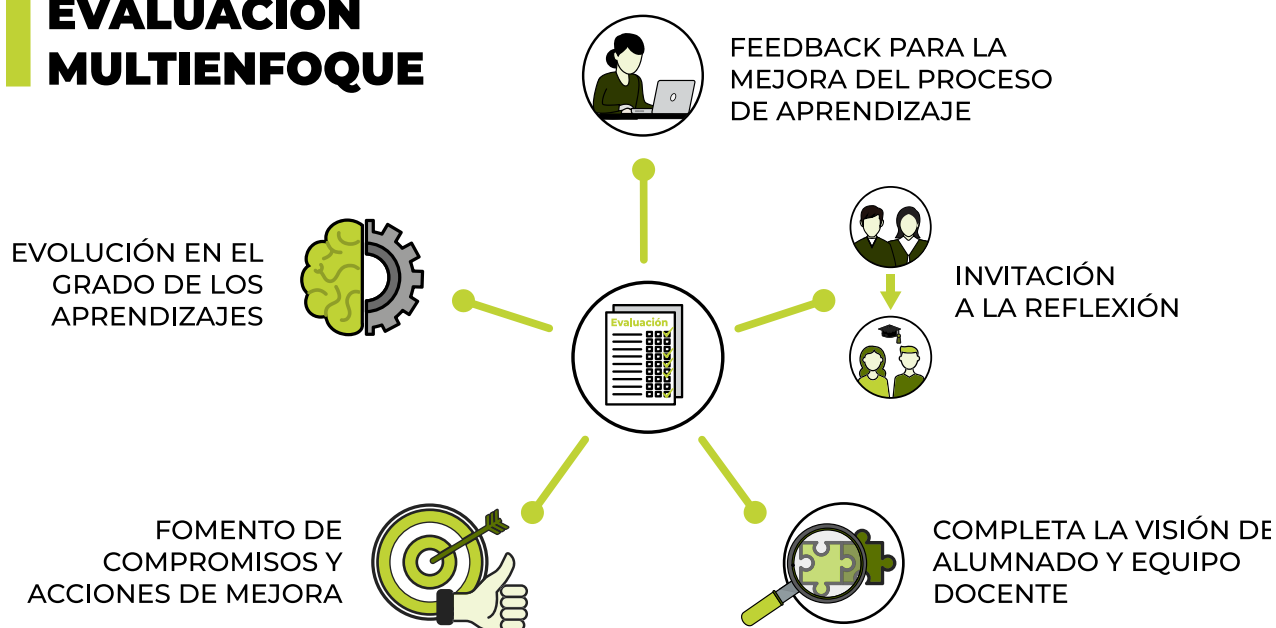 EVALUACIÓN
MULTIENFOQUE
FEEDBACK PARA LA
MEJORA DEL PROCESO
DE APRENDIZAJE
EVOLUCIÓN EN EL
GRADO DE LOS
APRENDIZAJES
INVITACIÓN
A LA REFLEXIÓN
Evaluación
FOMENTO DE
COMPROMISOS Y
ACCIONES DE MEJORA
COMPLETA LA VISIÓN DE
ALUMNADO Y EQUIPO
DOCENTE